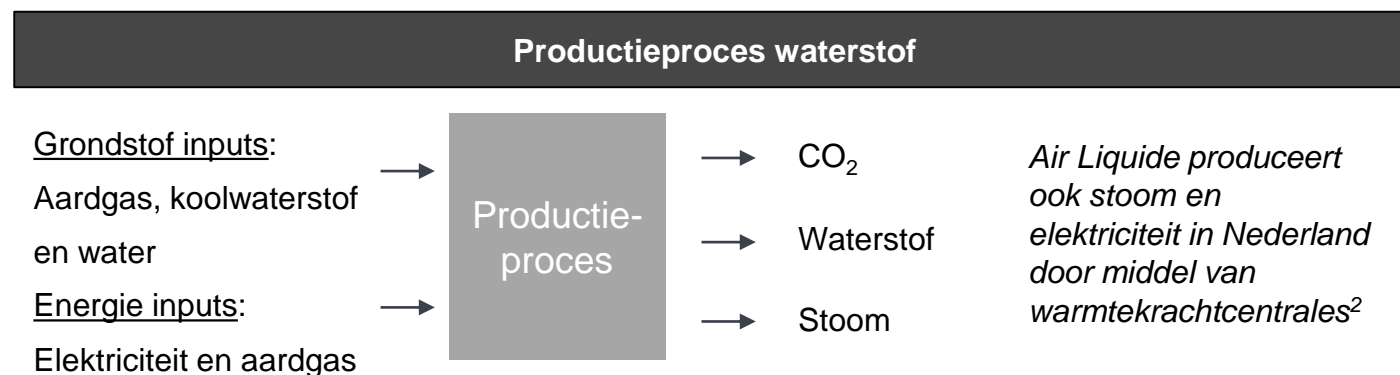 Productieproces waterstof
Grondstof inputs:
Aardgas, koolwaterstof
en water
Energie inputs:
Elektriciteit en aardgas
Productie-
proces
CO₂
Waterstof
Stoom
Air Liquide produceert
ook stoom en
elektriciteit in Nederland
door middel van
warmtekrachtcentrales²